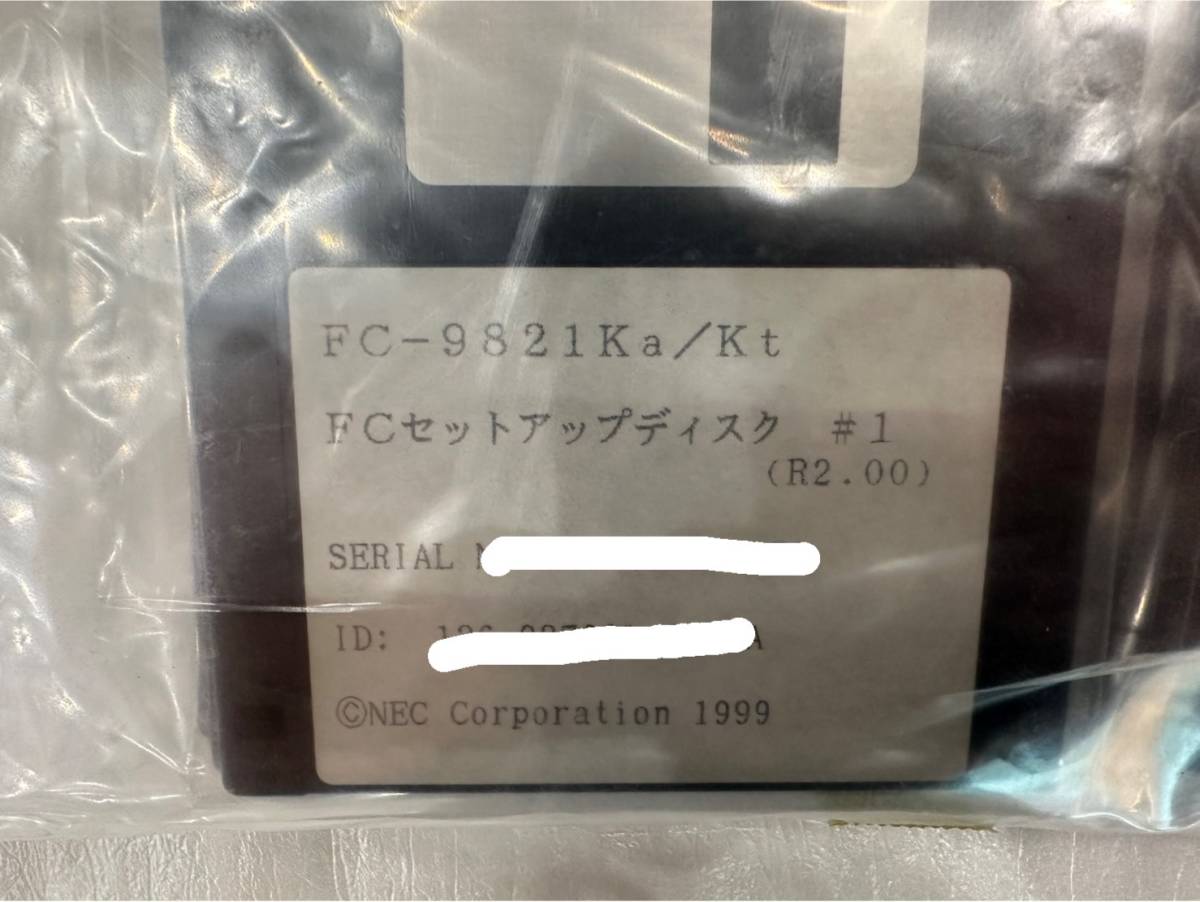 FC-9821Ka/Kt
FCセットアップディスク #1
(R2.00)
SERIAL
ID:
©NEC Corporation 1999